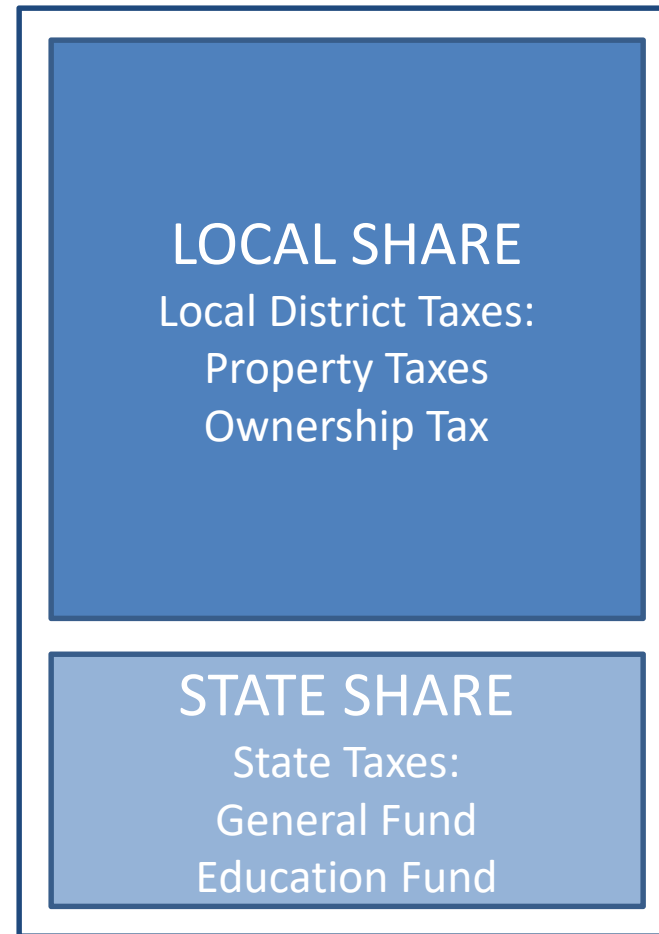 LOCAL SHARE
Local District Taxes:
Property Taxes
Ownership Tax
STATE SHARE
State Taxes:
General Fund
Education Fund